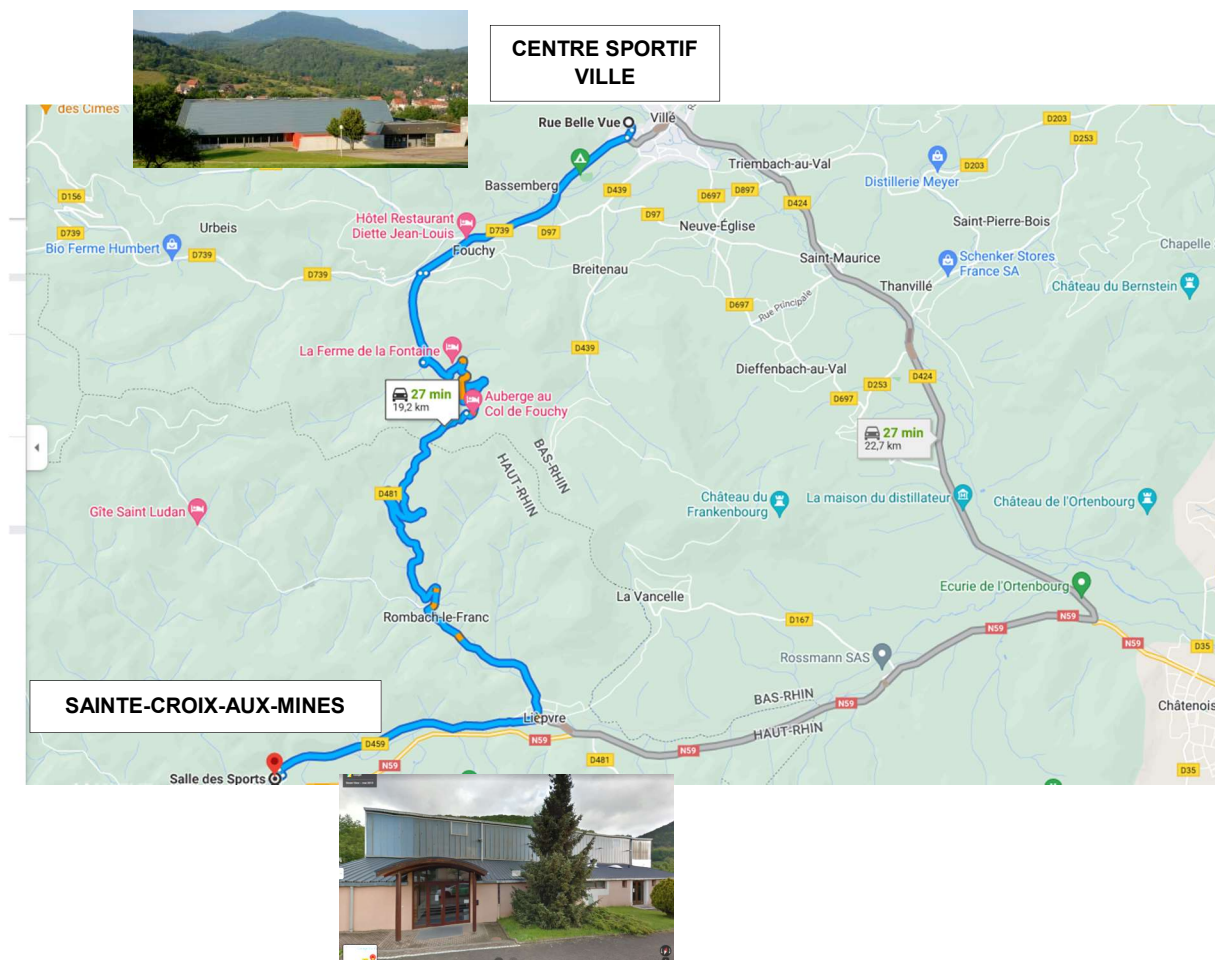 CENTRE SPORTIF
VILLE
des Cimes
Rue Belle Vue
Villé
D203
D253
Triembach-au-Val
Distillerie Meyer
D203
Bassemberg
D439
D697
D897
D156
D424
Hôtel Restaurant
Diette Jean-Louis
D97
Saint-Pierre-Bois
Urbeis
Neuve-Église
D739
D739
D97
Chapelle
Bio Ferme Humbert
D739
Fouchy
Saint-Maurice
Schenker Stores
France SA
D739
Breitenau
Thanvillé
Château du Bernstein
D697
Rue Principale
La Ferme de la Fontaine
D439
Dieffenbach-au-Val
D424
D253
27 min
19,2 km
Auberge au
Col de Fouchy
D697
27 min
22,7 km
BAS-RHIN
HAUT-RHIN
D481
Château du
Frankenbourg
La maison du distillateur
Château de l'Ortenbourg
Gîte Saint Ludan
Ecurie de l'Ortenbourg
La Vancelle
Rombach-le-Franc
D167
N59
N59
N59
D35
Rossmann SAS
SAINTE-CROIX-AUX-MINES
BAS-RHIN
HAUT-RHIN
N59
Châtenois
Lièpvre
D459
N59
N59
D481
N59
D35
Salle des Sports